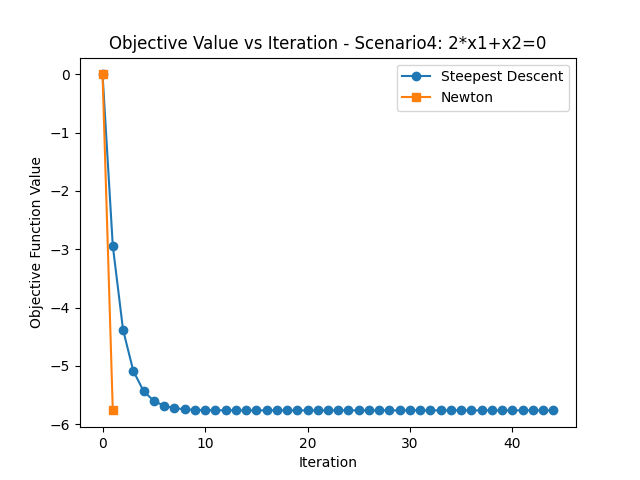 Objective Value vs Iteration - Scenario4: 2*x1+x2=0
Steepest Descent
Newton
Objective Function Value
0
−1
−2
−3
−4
−5
−6
0 10 20 30 40
Iteration